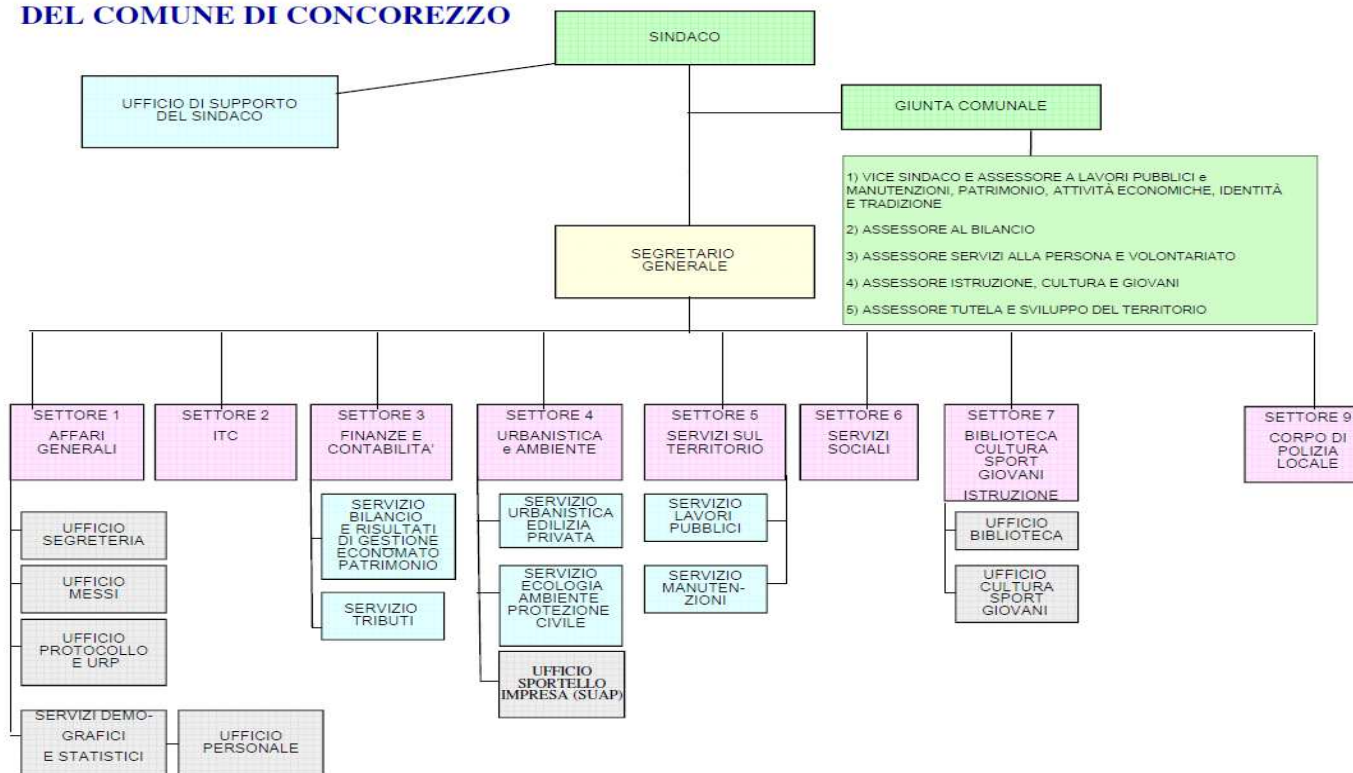 DEL COMUNE DI CONCOREZZO
SINDACO
UFFICIO DI SUPPORTO
DEL SINDACO
GIUNTA COMUNALE
1) VICE SINDACO E ASSESSORE A LAVORI PUBBLICI e
MANUTENZIONI, PATRIMONIO, ATTIVITÀ ECONOMICHE, IDENTITÀ
E TRADIZIONE
2) ASSESSORE AL BILANCIO
3) ASSESSORE SERVIZI ALLA PERSONA E VOLONTARIATO
4) ASSESSORE ISTRUZIONE, CULTURA E GIOVANI
5) ASSESSORE TUTELA E SVILUPPO DEL TERRITORIO
SEGRETARIO
GENERALE
SETTORE 1
AFFARI
GENERALI
UFFICIO
SEGRETERIA
UFFICIO
MESSI
UFFICIO
PROTOCOLLO
E URP
SERVIZI DEMO-
GRAFICI
E STATISTICI
UFFICIO
PERSONALE
SETTORE 2
ITC
SETTORE 3
FINANZE E
CONTABILITA'
SERVIZIO
BILANCIO
E RISULTATI
DI GESTIONE
ECONOMATO
PATRIMONIO
SERVIZIO
TRIBUTI
SETTORE 4
URBANISTICA
e AMBIENTE
SERVIZIO
URBANISTICA
EDILIZIA
PRIVATA
SERVIZIO
ECOLOGIA
AMBIENTE
PROTEZIONE
CIVILE
UFFICIO
SPORTELLO
IMPRESA (SUAP)
SETTORE 5
SERVIZI SUL
TERRITORIO
SERVIZIO
LAVORI
PUBBLICI
SERVIZIO
MANUTEN-
ZIONI
SETTORE 6
SERVIZI
SOCIALI
SETTORE 7
BIBLIOTECA
CULTURA
SPORT
GIOVANI
ISTRUZIONE
UFFICIO
BIBLIOTECA
UFFICIO
CULTURA
SPORT
GIOVANI
SETTORE 9
CORPO DI
POLIZIA
LOCALE